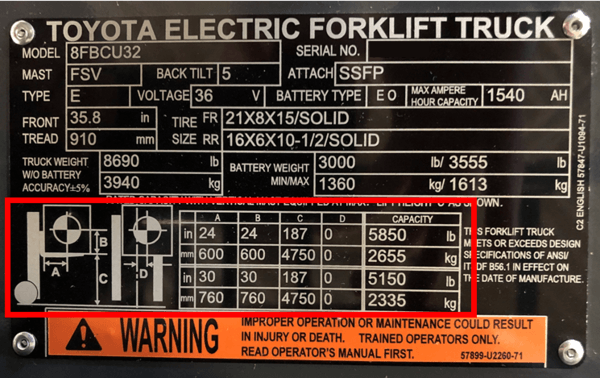 TOYOTA ELECTRIC FORKLIFT TRUCK
MODEL 8FBCU32 SERIAL NO.
MAST FSV BACK TILT 5 ATTACH SSFP
TYPE E VOLTAGE 36 V BATTERY TYPE E O MAX AMPERE HOUR CAPACITY 1540 AH
FRONT 35.8 in TIRE FR 21X8X15/SOLID
TREAD 910 mm SIZE RR 16X6X10-1/2/SOLID
TRUCK WEIGHT 8690 lb BATTERY WEIGHT 3000 lb/ 3555 lb
W/O BATTERY
ACCURACY±5% 3940 kg MIN/MAX 1360 kg/ 1613 kg
A B C D CAPACITY
in 24 24 187 0 5850 lb
mm 600 600 4750 0 2655 kg
in 30 30 187 0 5150 lb
mm 760 760 4750 0 2335 kg
A B C D
THIS FORKLIFT TRUCK
MEETS OR EXCEEDS DESIGN
SPECIFICATIONS OF ANSI/
ITSDF B56.1 IN EFFECT ON
THE DATE OF MANUFACTURE.
C2 ENGLISH 57847-U1094-71
WARNING
IMPROPER OPERATION OR MAINTENANCE COULD RESULT
IN INJURY OR DEATH. TRAINED OPERATORS ONLY.
READ OPERATOR'S MANUAL FIRST. 57899-U2260-71